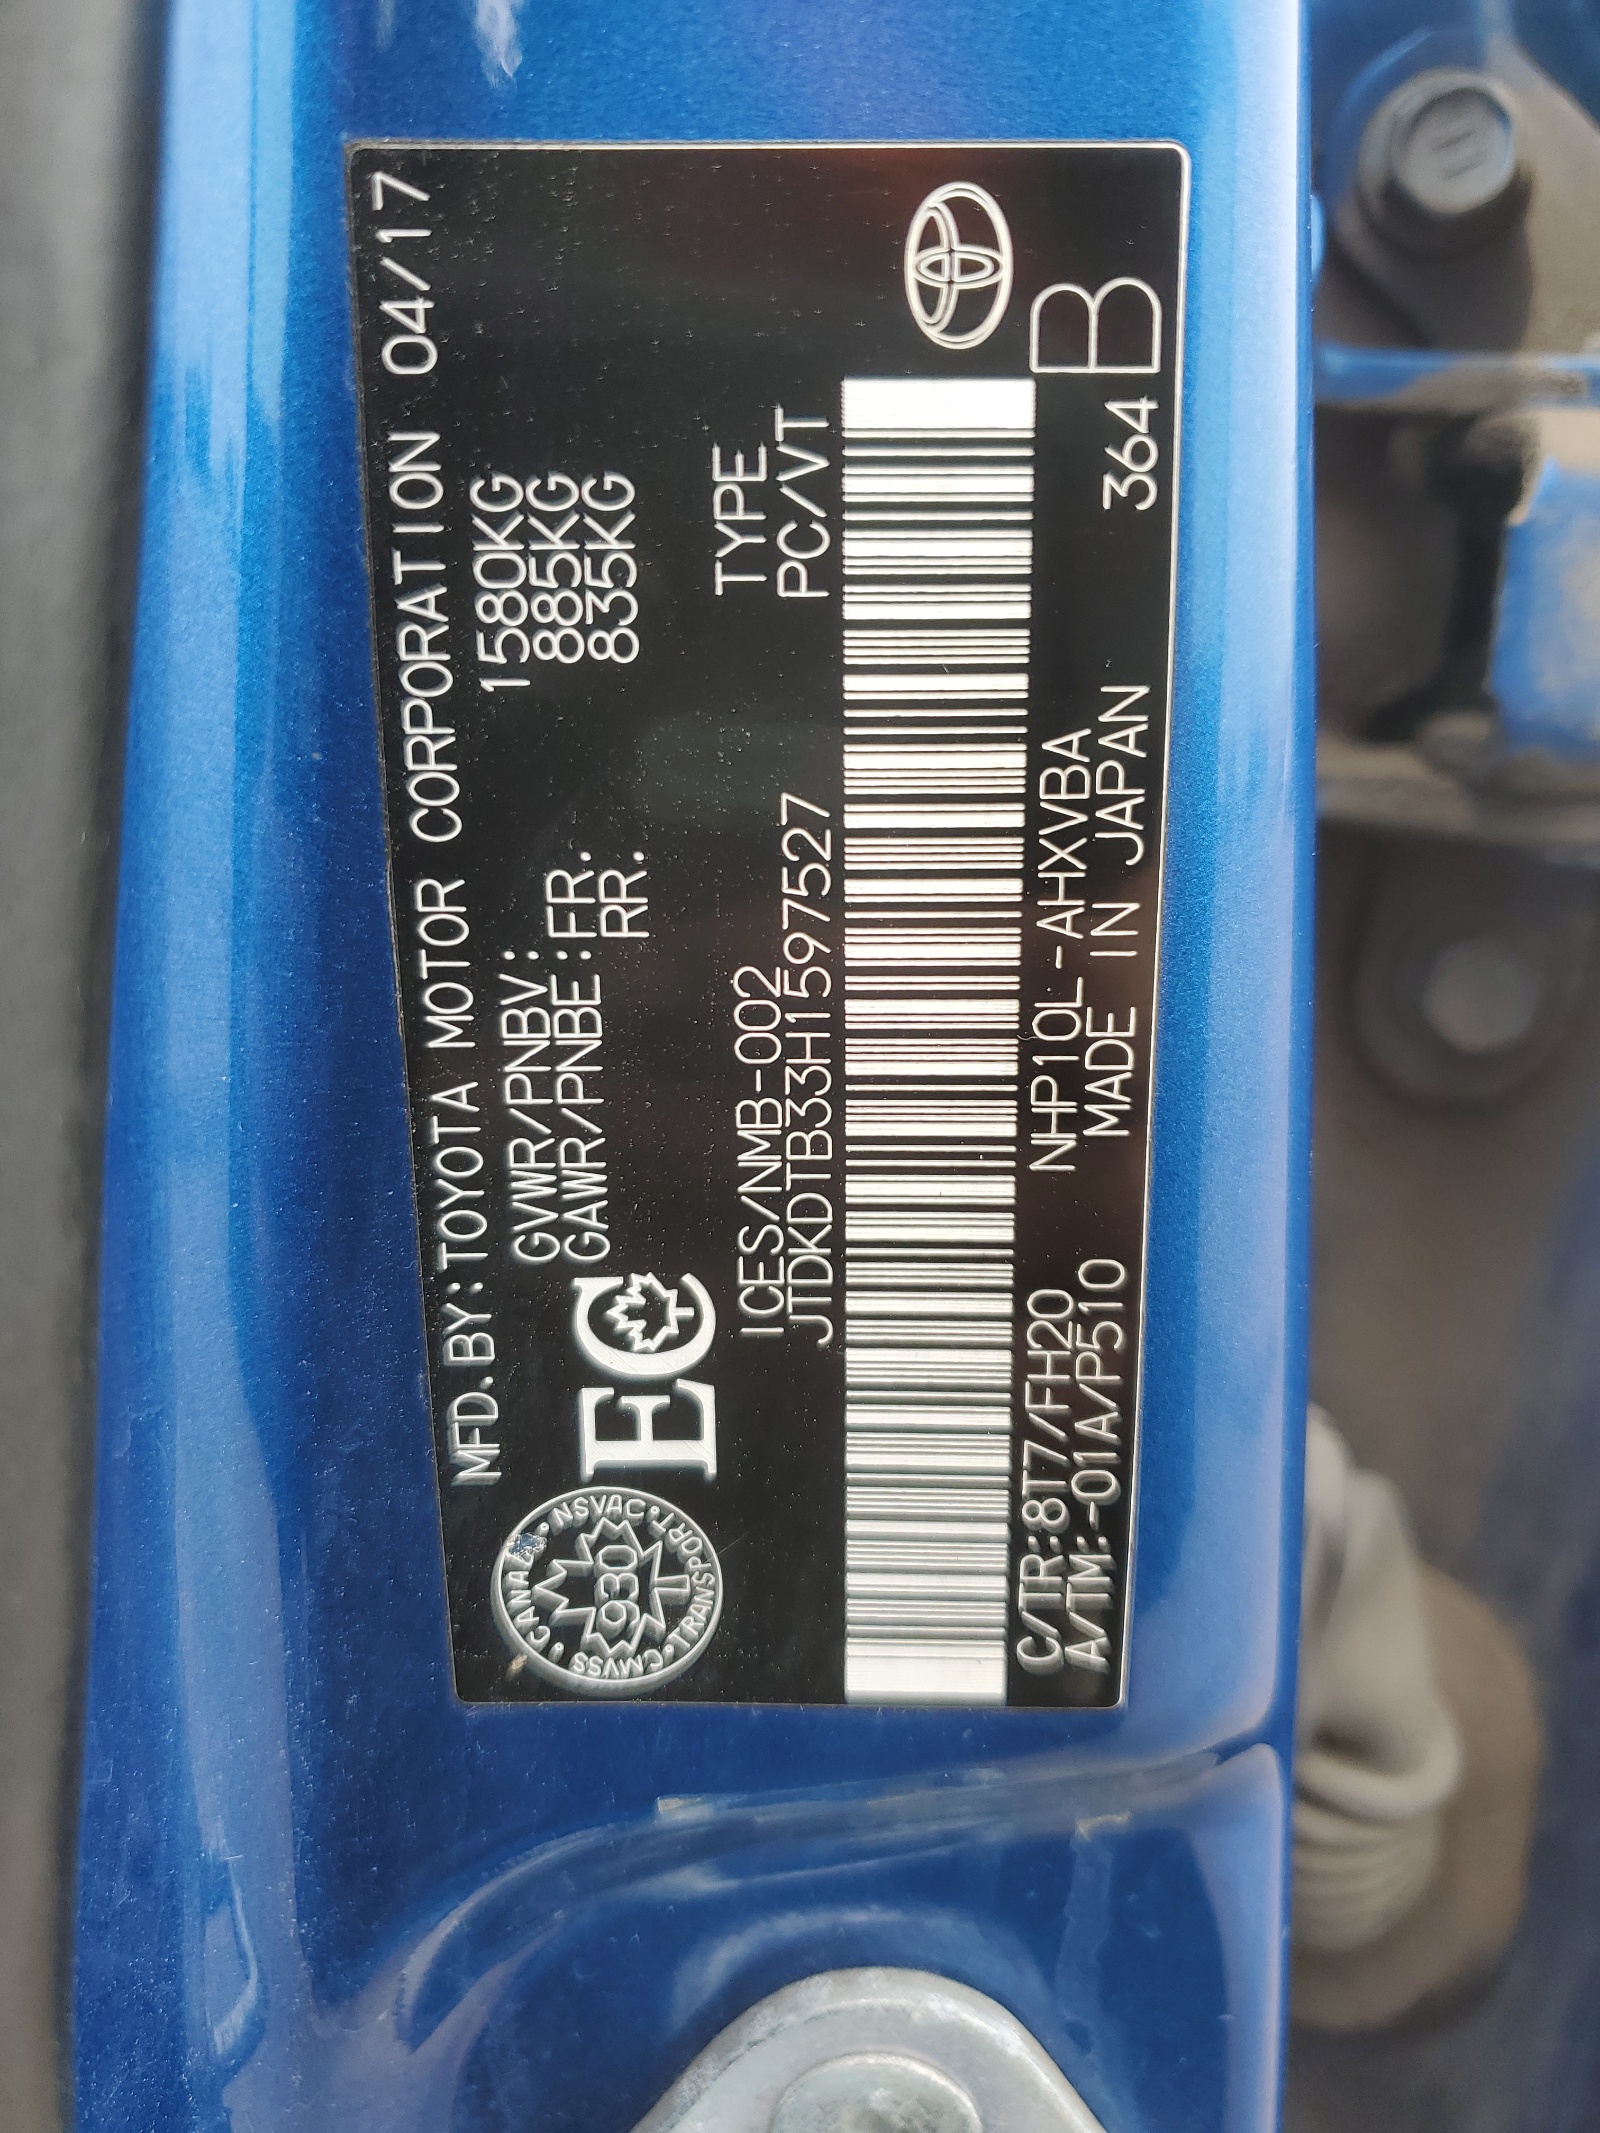 MFD.BY:TOYOTA MOTOR CORPORATION 04/17
GVWR/PNBV: 1580KG
GAWR/PNBE:FR. 885KG
RR. 835KG
CANADA • NSVAC • TRANSPORT • CMVSS •
930
EC
ICES/NMB-002 TYPE
JTDKDTB33H1597527 PC/VT
C/TR:8T7/FH20 NHP10L-AHXVBA
A/TM:-01A/P510 MADE IN JAPAN 364 B